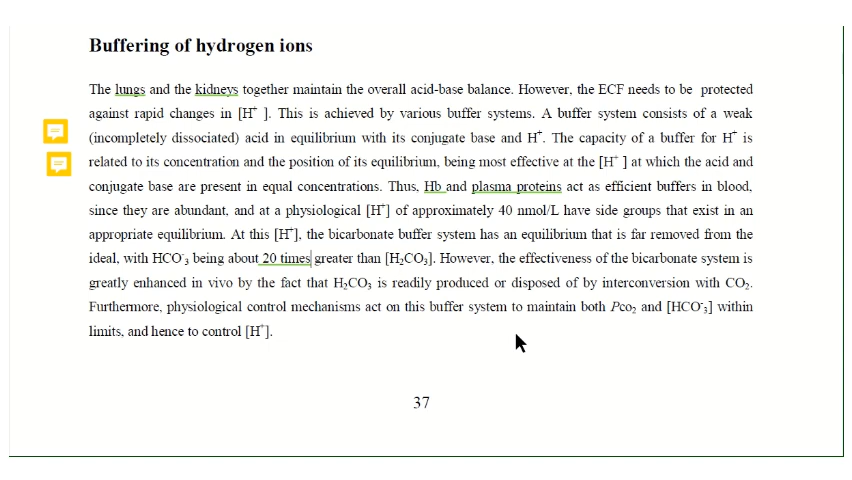 Buffering of hydrogen ions
The lungs and the kidneys together maintain the overall acid-base balance. However, the ECF needs to be protected
against rapid changes in [H⁺ ]. This is achieved by various buffer systems. A buffer system consists of a weak
(incompletely dissociated) acid in equilibrium with its conjugate base and H⁺. The capacity of a buffer for H⁺ is
related to its concentration and the position of its equilibrium, being most effective at the [H⁺ ] at which the acid and
conjugate base are present in equal concentrations. Thus, Hb and plasma proteins act as efficient buffers in blood,
since they are abundant, and at a physiological [H⁺] of approximately 40 nmol/L have side groups that exist in an
appropriate equilibrium. At this [H⁺], the bicarbonate buffer system has an equilibrium that is far removed from the
ideal, with HCO⁻₃ being about 20 times greater than [H₂CO₃]. However, the effectiveness of the bicarbonate system is
greatly enhanced in vivo by the fact that H₂CO₃ is readily produced or disposed of by interconversion with CO₂.
Furthermore, physiological control mechanisms act on this buffer system to maintain both Pco₂ and [HCO⁻₃] within
limits, and hence to control [H⁺].
37